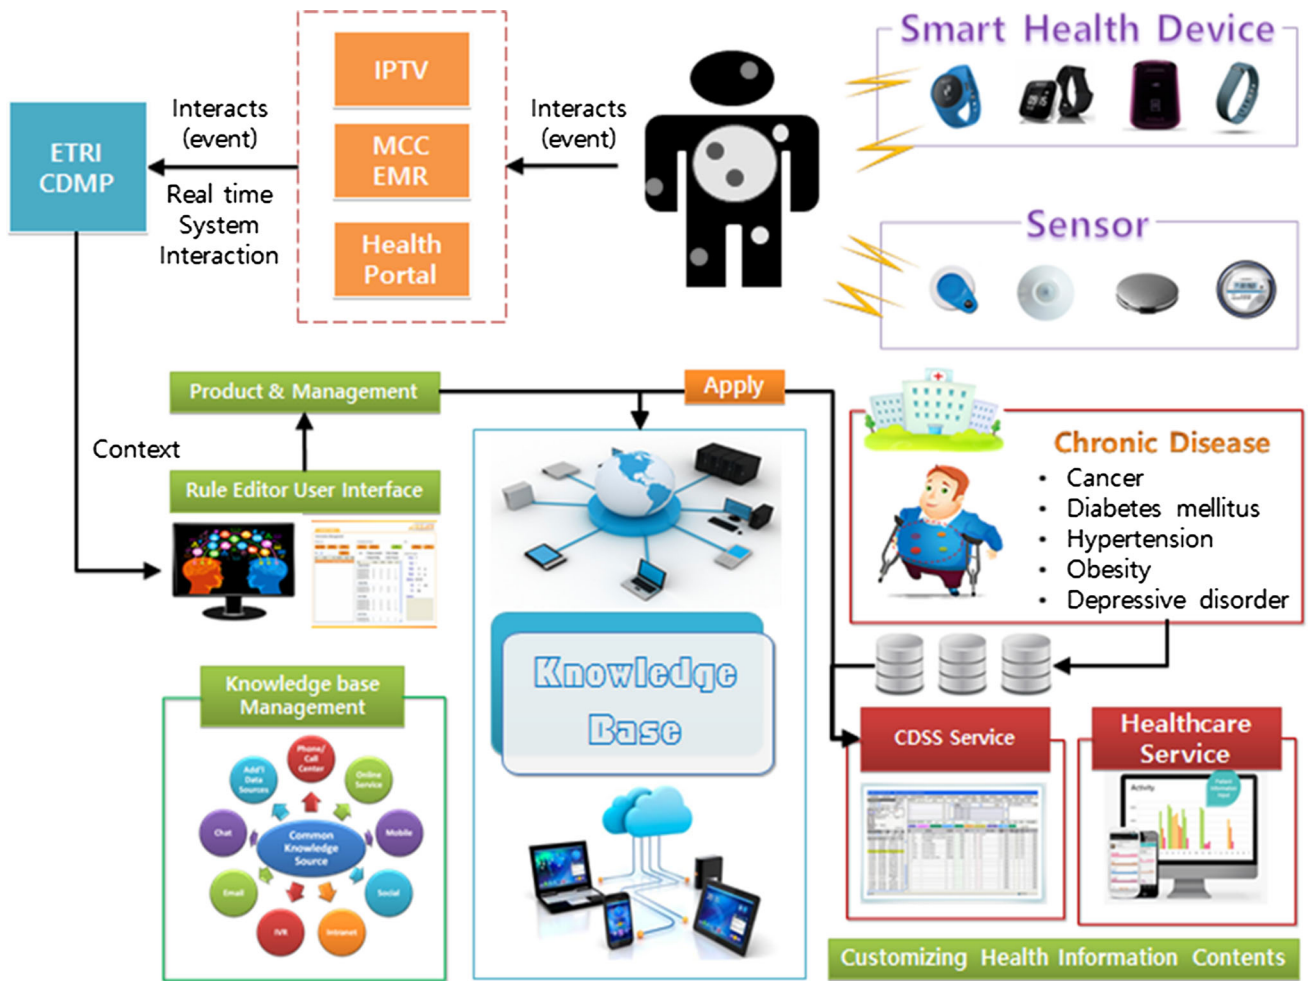 Smart Health Device
IPTV
Interacts
(event)
Interacts
(event)
ETRI
CDMP
MCC
EMR
Real time
System
Interaction
Health
Portal
Sensor
Product & Management
Apply
Context
Chronic Disease
• Cancer
• Diabetes mellitus
• Hypertension
• Obesity
• Depressive disorder
Rule Editor User Interface
Knowledge
Base
Knowledge base
Management
Phone/
Call
Center
Add'l
Data
Sources
Online
Service
Chat
Common
Knowledge
Source
Mobile
Email
Social
IVR
Intranet
CDSS Service
Healthcare
Service
Activity
Customizing Health Information Contents